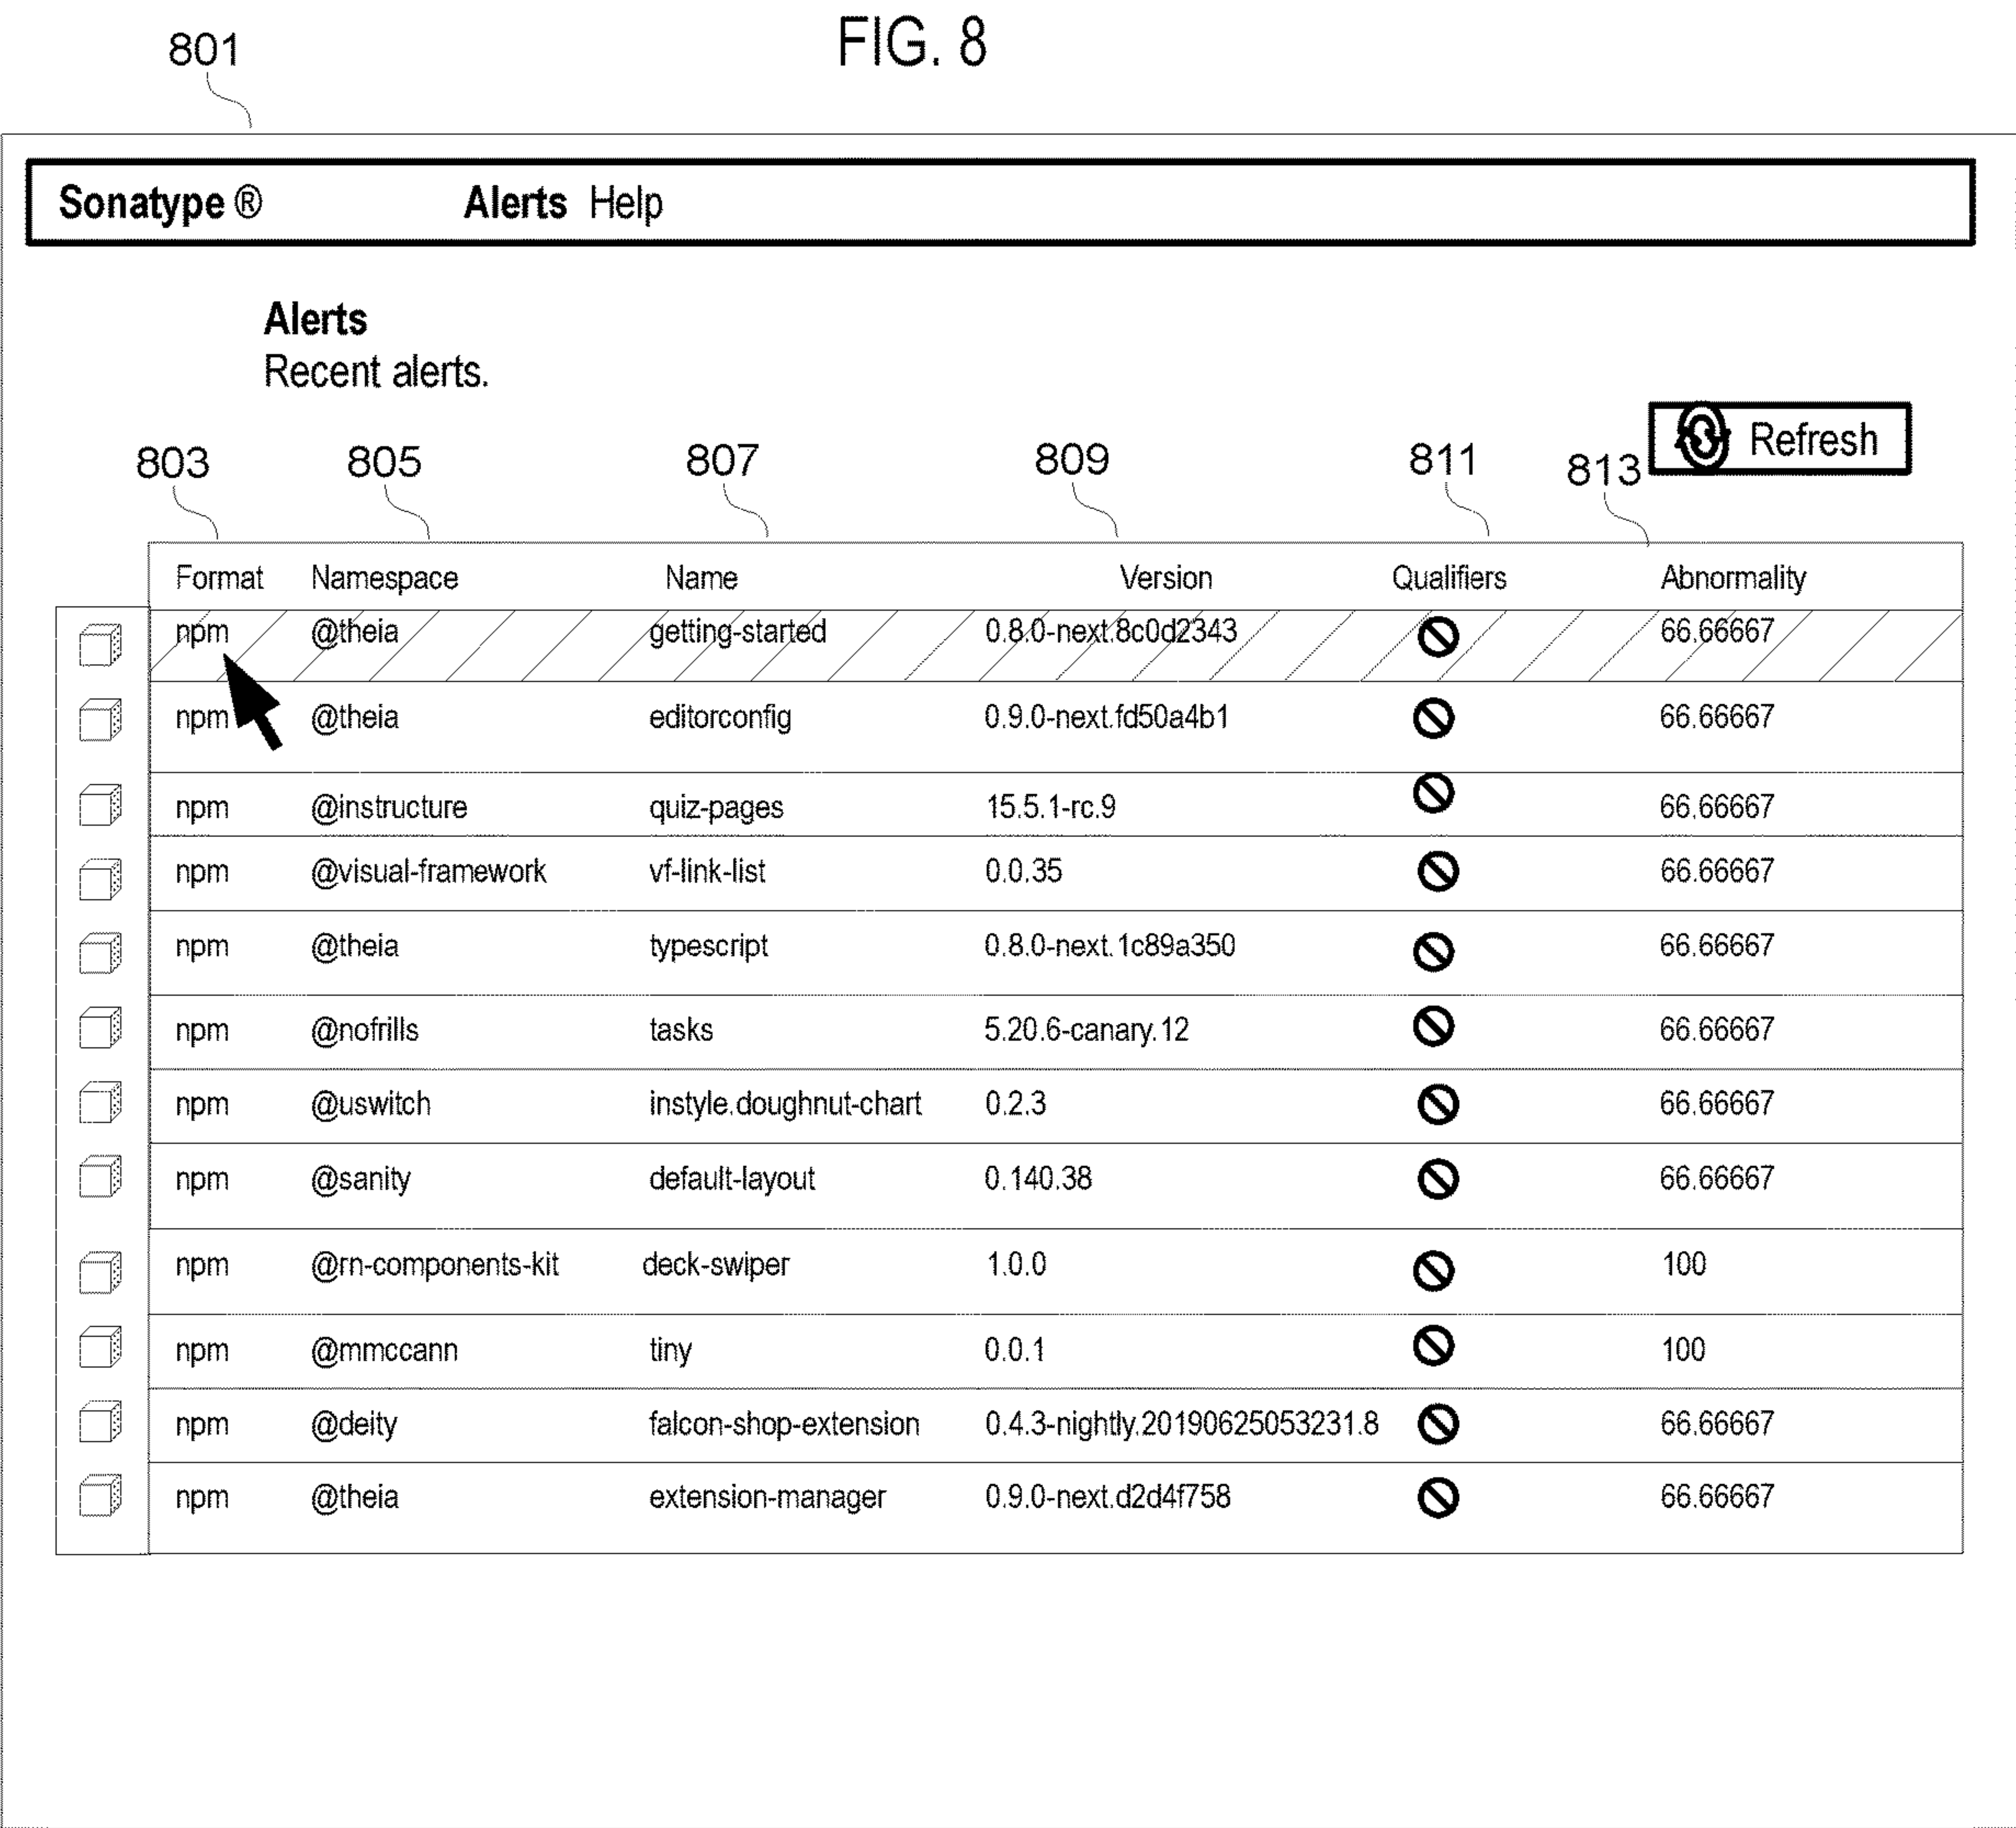 FIG. 8
801
Sonatype ® Alerts Help
Alerts
Recent alerts.
Refresh
803 805 807 809 811 813
Format Namespace Name Version Qualifiers Abnormality
npm @theia getting-started 0.8.0-next.8c0d2343 66.66667
npm @theia editorconfig 0.9.0-next.fd50a4b1 66.66667
npm @instructure quiz-pages 15.5.1-rc.9 66.66667
npm @visual-framework vf-link-list 0.0.35 66.66667
npm @theia typescript 0.8.0-next.1c89a350 66.66667
npm @nofrills tasks 5.20.6-canary.12 66.66667
npm @uswitch instyle.doughnut-chart 0.2.3 66.66667
npm @sanity default-layout 0.140.38 66.66667
npm @rn-components-kit deck-swiper 1.0.0 100
npm @mmccann tiny 0.0.1 100
npm @deity falcon-shop-extension 0.4.3-nightly.20190625053231.8 66.66667
npm @theia extension-manager 0.9.0-next.d2d4f758 66.66667